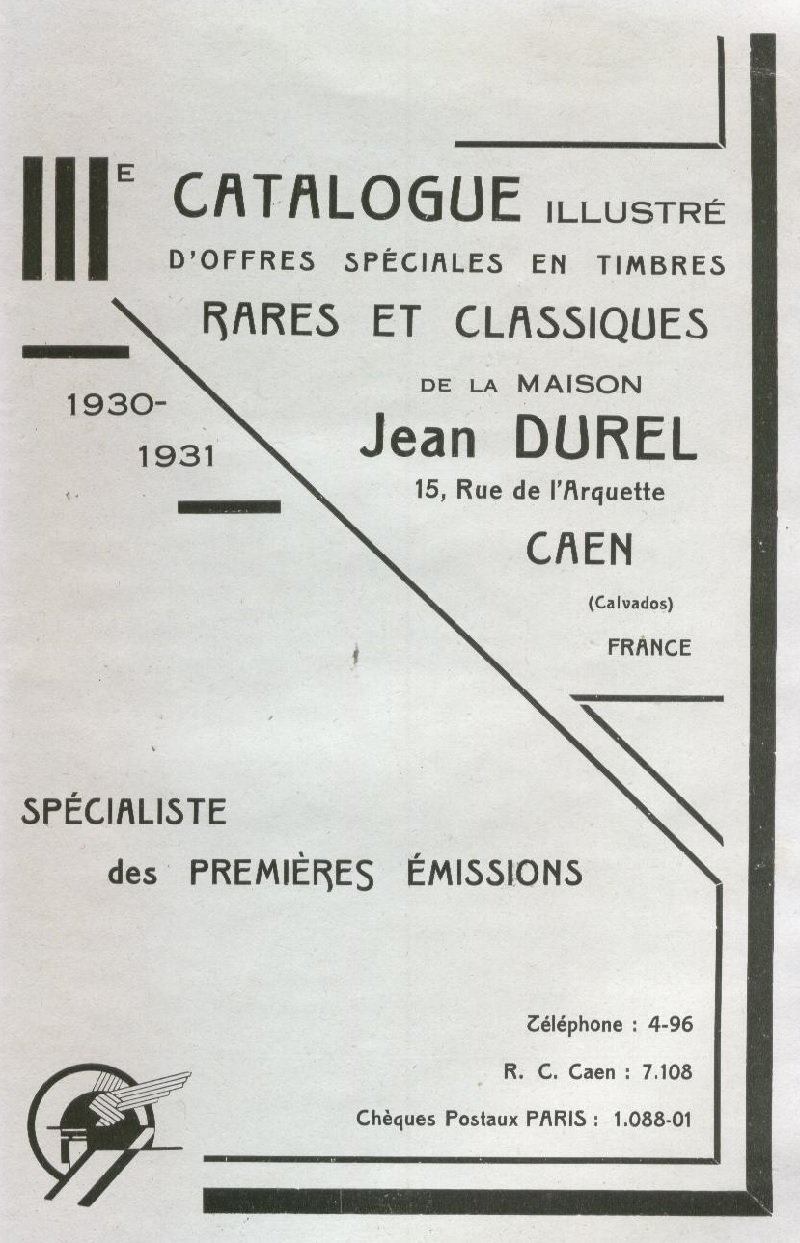 IIIE CATALOGUE ILLUSTRÉ
D'OFFRES SPÉCIALES EN TIMBRES
RARES ET CLASSIQUES
DE LA MAISON
1930-
Jean DUREL
1931
15, Rue de l'Arquette
CAEN
(Calvados)
FRANCE
SPÉCIALISTE
des PREMIÈRES ÉMISSIONS
Téléphone : 4-96
R. C. Caen : 7.108
Chèques Postaux PARIS : 1.088-01